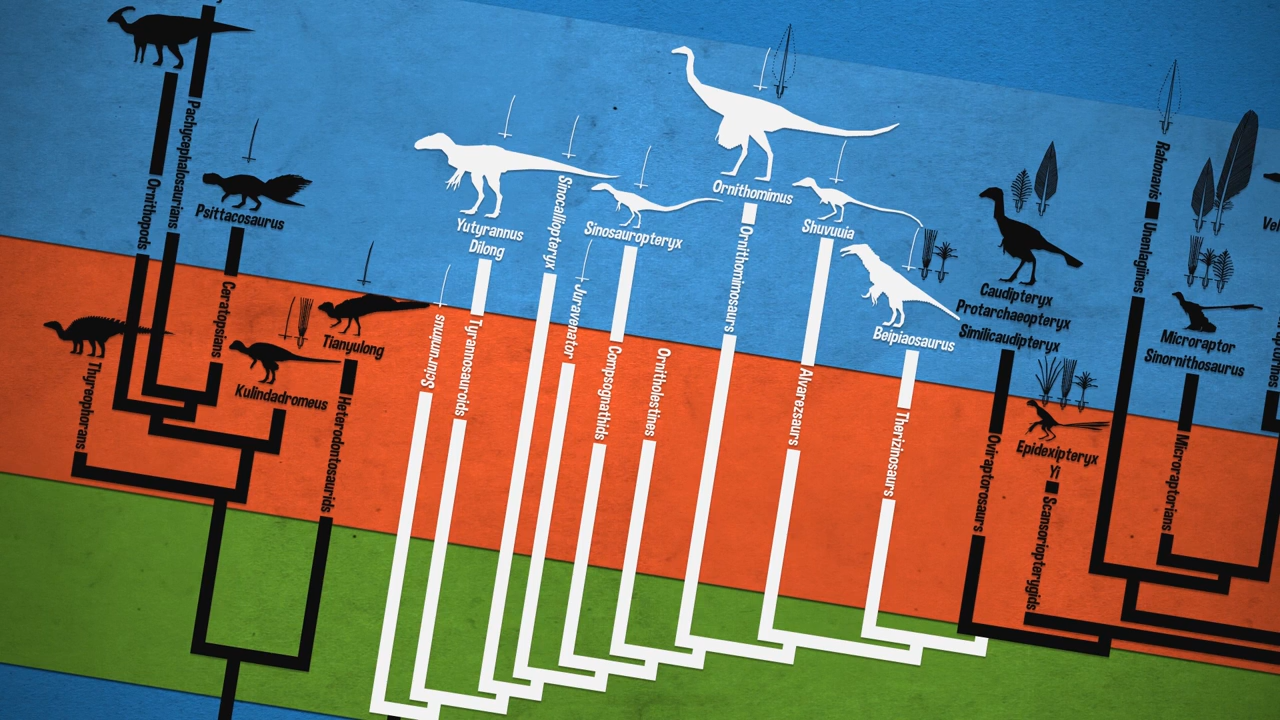 Pachycephalosaurians
Ornithopods
Psittacosaurus
Ceratopsians
Thyreophorans
Kulindadromeus
Tianyulong
Heterodontosaurids
Sciurumimus
Yutyrannus
Dilong
Tyrannosauroids
Sinocalliopteryx
Juravenator
Sinosauropteryx
Compsognathids
Ornitholestines
Ornithomimus
Ornithomimosaurs
Shuvuuia
Alvarezsaurs
Beipiaosaurus
Therizinosaurs
Caudipteryx
Protarchaeopteryx
Similicaudipteryx
Oviraptorosaurs
Epidexipteryx
Yi
Scansoriopterygids
Rahonavis
Unenlagiines
Microraptor
Sinornithosaurus
Microraptorians